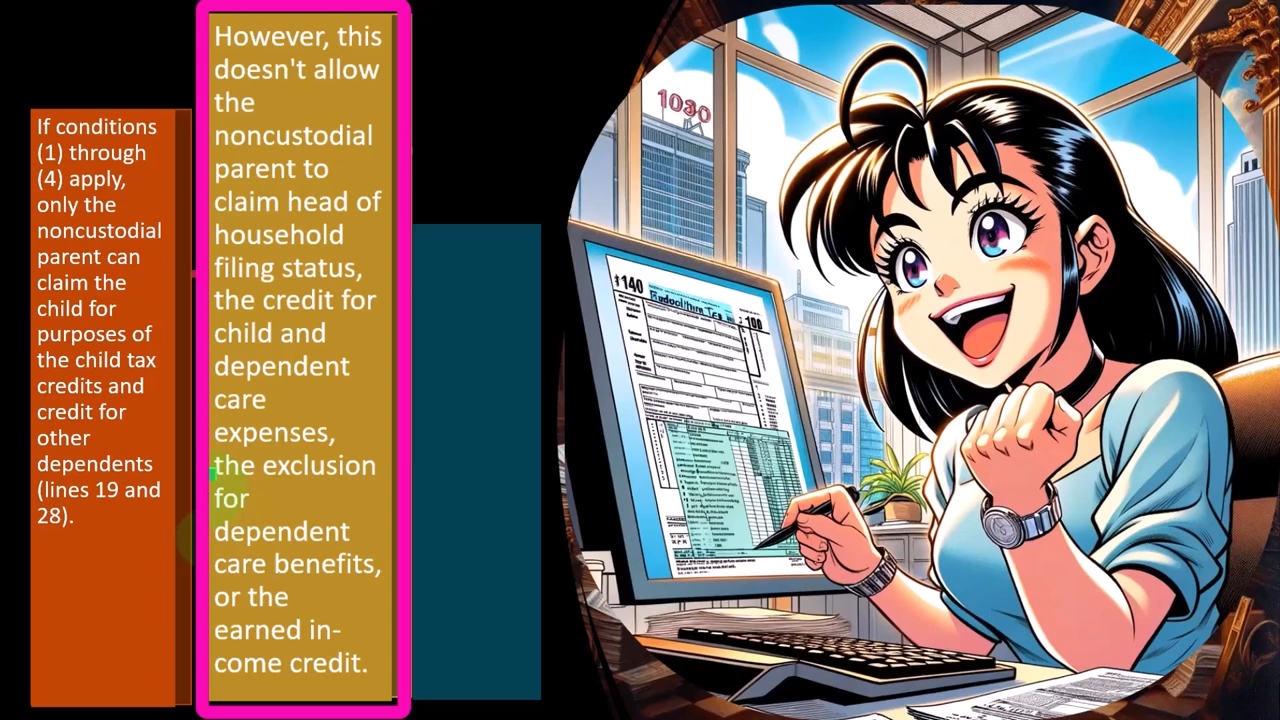 If conditions
(1) through
(4) apply,
only the
noncustodial
parent can
claim the
child for
purposes of
the child tax
credits and
credit for
other
dependents
(lines 19 and
28).
However, this
doesn't allow
the
noncustodial
parent to
claim head of
household
filing status,
the credit for
child and
dependent
care
expenses,
the exclusion
for
dependent
care benefits,
or the
earned in-
come credit.
1030
140
100